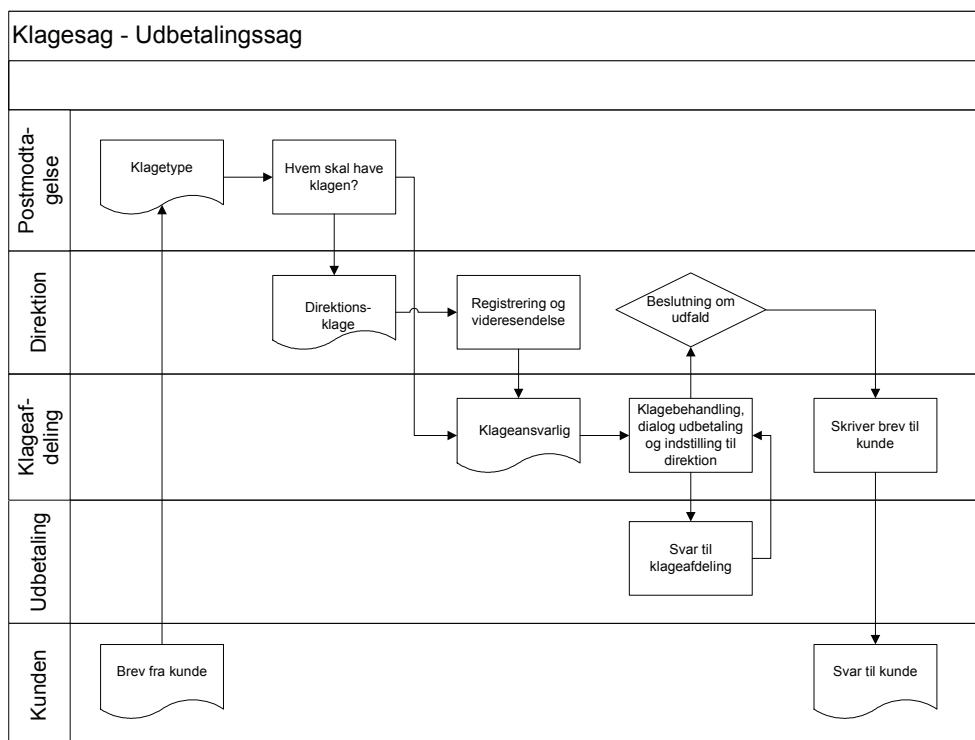 Klagesag - Udbetalingssag
Postmodta-
gelse
Klagetype
Hvem skal have
klagen?
Direktion
Direktions-
klage
Registrering og
videresendelse
Beslutning om
udfald
Klageaf-
deling
Klageansvarlig
Klagebehandling,
dialog udbetaling
og indstilling til
direktion
Skriver brev til
kunde
Udbetaling
Svar til
klageafdeling
Kunden
Brev fra kunde
Svar til kunde